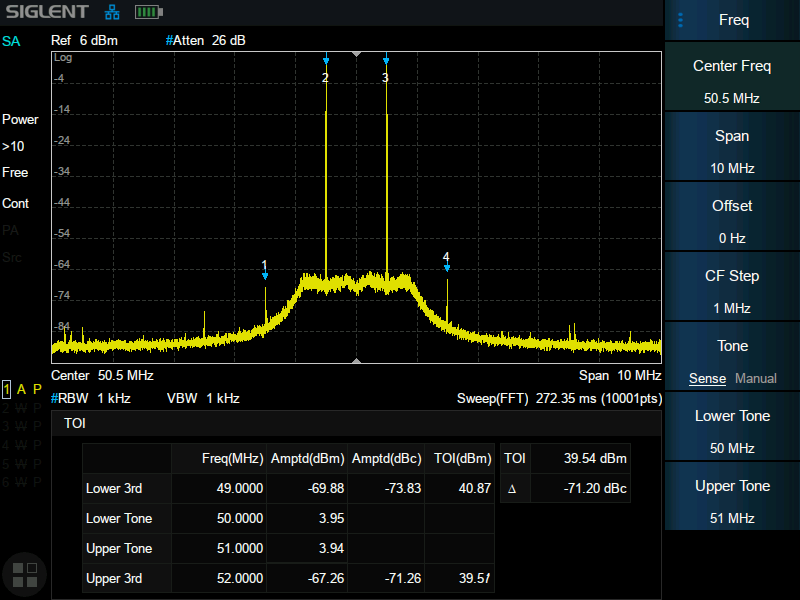 SIGLENT
SA
Ref 6 dBm #Atten 26 dB
Log
-4
-14
-24
-34
-44
-54
-64
-74
-84
1 2 3 4
Power
>10
Free
Cont
PA
Src
Center 50.5 MHz Span 10 MHz
#RBW 1 kHz VBW 1 kHz Sweep(FFT) 272.35 ms (10001pts)
1 A P
2 W P
3 W P
4 W P
5 W P
6 W P
TOI
Freq(MHz) Amptd(dBm) Amptd(dBc) TOI(dBm)
Lower 3rd 49.0000 -69.88 -73.83 40.87
Lower Tone 50.0000 3.95
Upper Tone 51.0000 3.94
Upper 3rd 52.0000 -67.26 -71.26
TOI 39.54 dBm
Δ -71.20 dBc
Freq
Center Freq
50.5 MHz
Span
10 MHz
Offset
0 Hz
CF Step
1 MHz
Tone
Sense Manual
Lower Tone
50 MHz
Upper Tone
51 MHz